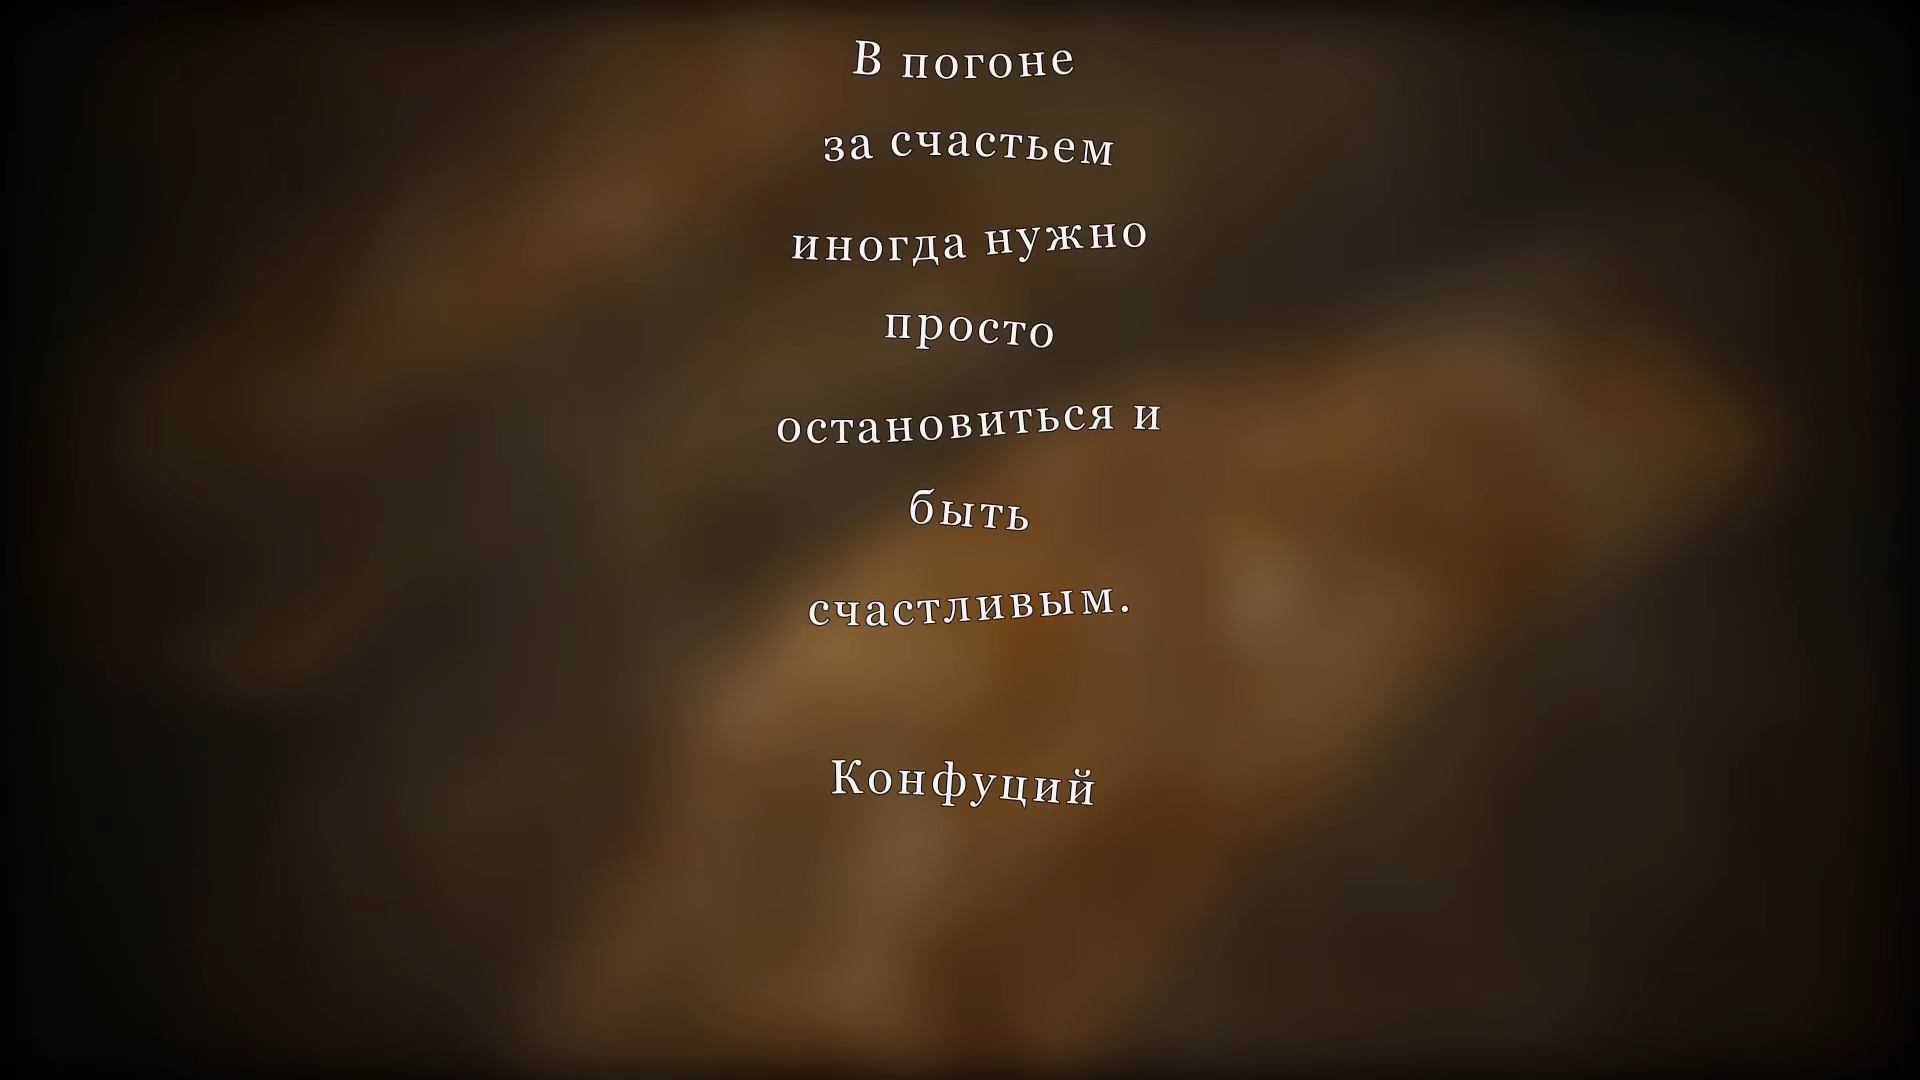 В погоне
за счастьем
иногда нужно
просто
остановиться и
быть
счастливым.
Конфуций